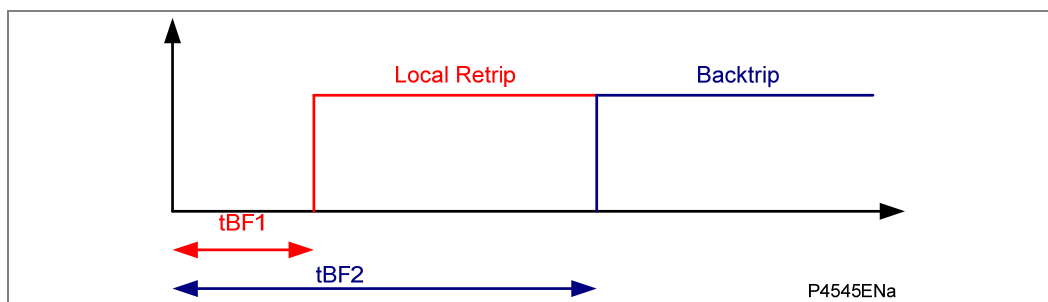 Local Retrip
Backtrip
tBF1
tBF2
P4545ENa